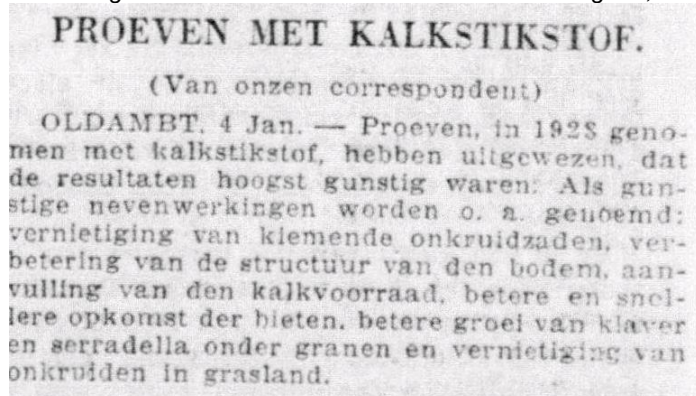 PROEVEN MET KALKSTIKSTOF.
(Van onzen correspondent)
OLDAMBT, 4 Jan. — Proeven, in 1928 geno-
men met kalkstikstof, hebben uitgewezen, dat
de resultaten hoogst gunstig waren: Als gun-
stige nevenwerkingen worden o. a. genoemd:
vernietiging van kiemende onkruidzaden, ver-
betering van de structuur van den bodem, aan-
vulling van den kalkvoorraad, betere en snel-
lere opkomst der bieten, betere groei van klaver
en serradella onder granen en vernietiging van
onkruiden in grasland.